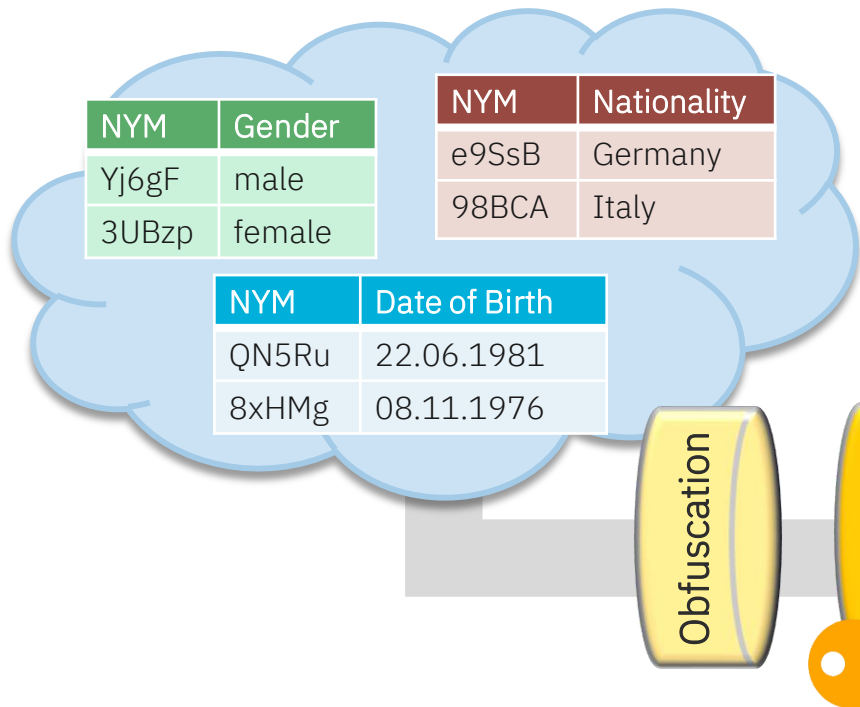 NYM Gender
Yj6gF male
3UBzp female
NYM Nationality
e9SsB Germany
98BCA Italy
NYM Date of Birth
QN5Ru 22.06.1981
8xHMg 08.11.1976
Obfuscation